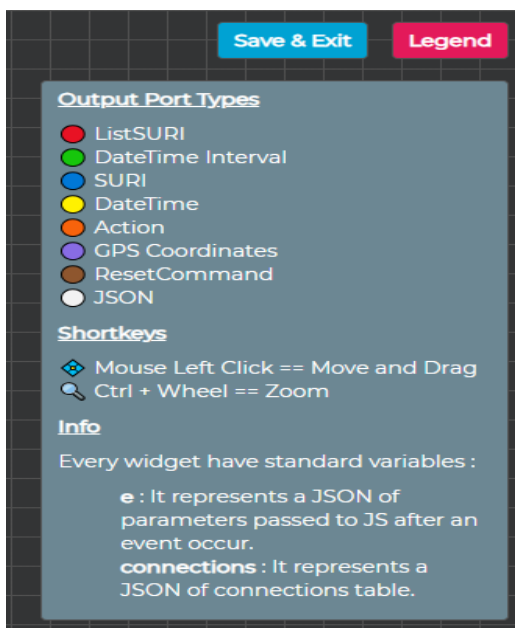 Save & Exit
Legend
Output Port Types
ListSURI
DateTime Interval
SURI
DateTime
Action
GPS Coordinates
ResetCommand
JSON
Shortkeys
Mouse Left Click == Move and Drag
Ctrl + Wheel == Zoom
Info
Every widget have standard variables :
e : It represents a JSON of
parameters passed to JS after an
event occur.
connections : It represents a
JSON of connections table.